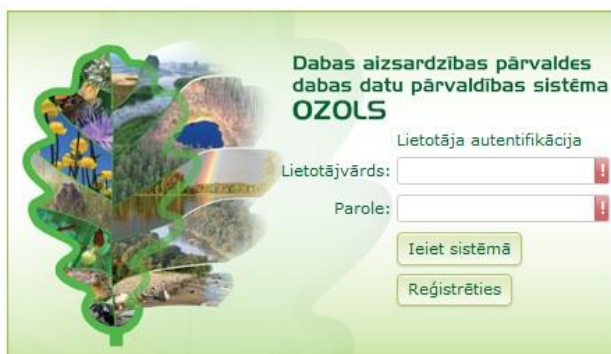 Dabas aizsardzības pārvaldes
dabas datu pārvaldības sistēma
OZOLS
Lietotāja autentifikācija
Lietotājvārds:
!
Parole:
!
Ieiet sistēmā
Reģistrēties